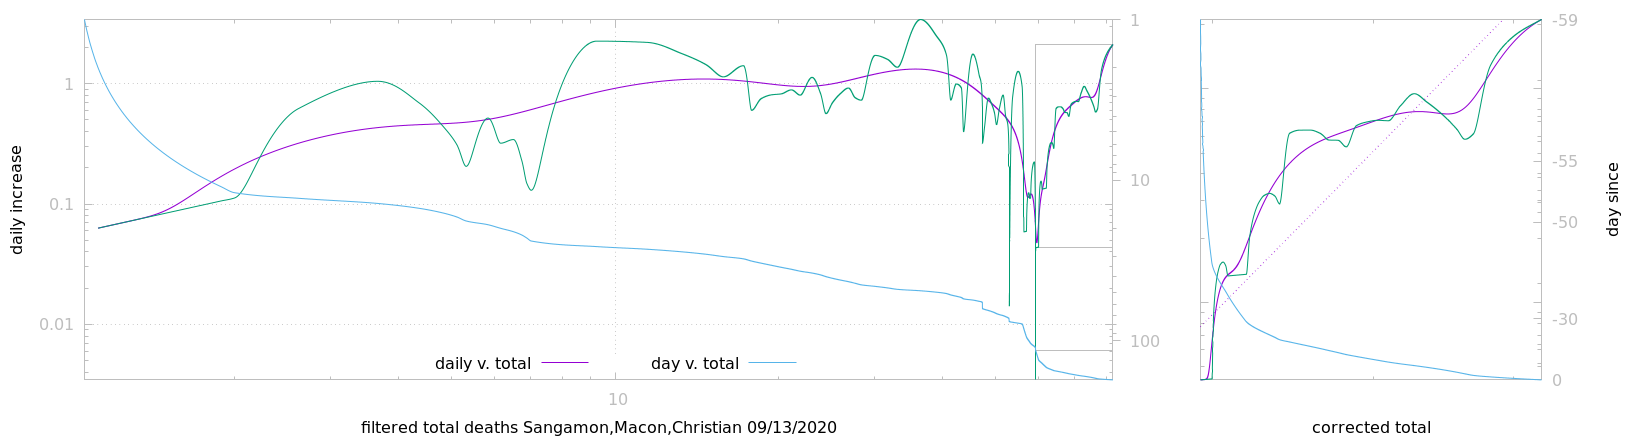 1
-59
1
daily increase
-55
10
day since
0.1
-50
0.01
-30
100
daily v. total
day v. total
0
10
filtered total deaths Sangamon,Macon,Christian 09/13/2020
corrected total